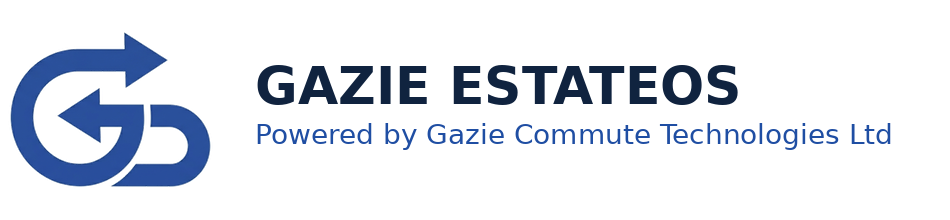 GAZIE ESTATEOS
Powered by Gazie Commute Technologies Ltd